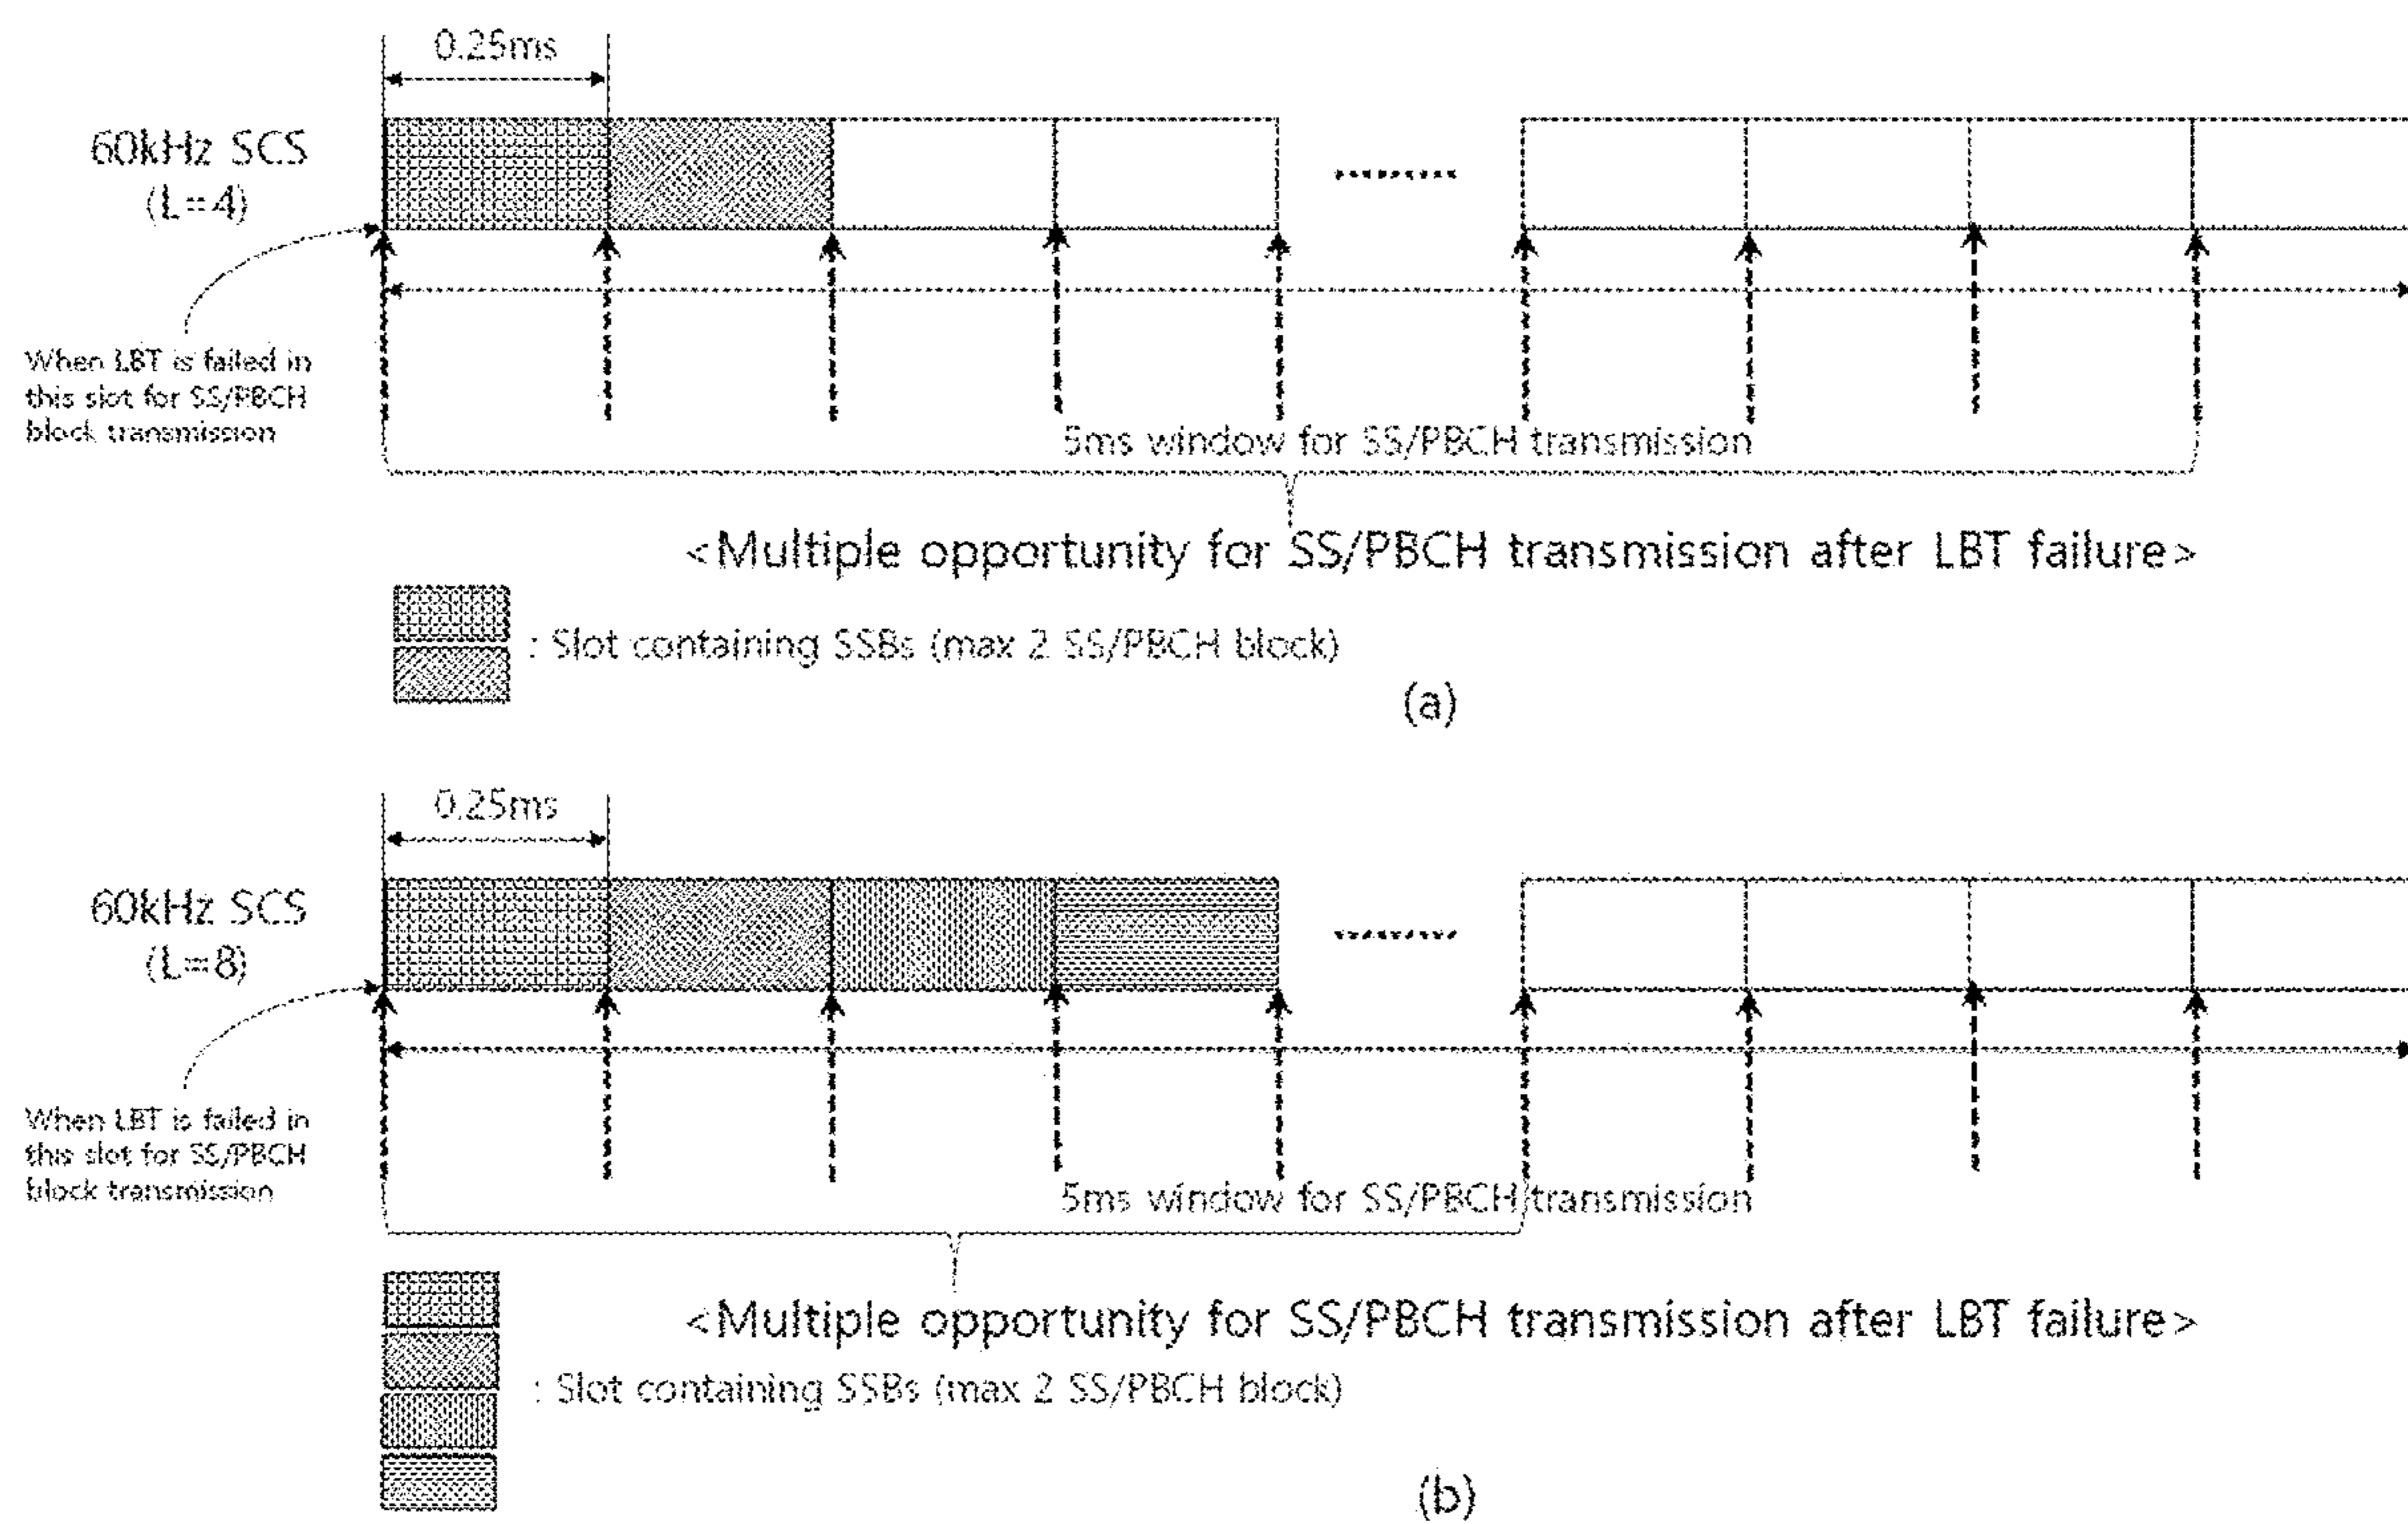 0.25ms
60kHz SCS
(L=4)
When LBT is failed in
this slot for SS/PBCH
block transmission
5ms window for SS/PBCH transmission
<Multiple opportunity for SS/PBCH transmission after LBT failure>
: Slot containing SSBs (max 2 SS/PBCH block)
(a)
0.25ms
60kHz SCS
(L=8)
When LBT is failed in
this slot for SS/PBCH
block transmission
5ms window for SS/PBCH transmission
<Multiple opportunity for SS/PBCH transmission after LBT failure>
: Slot containing SSBs (max 2 SS/PBCH block)
(b)